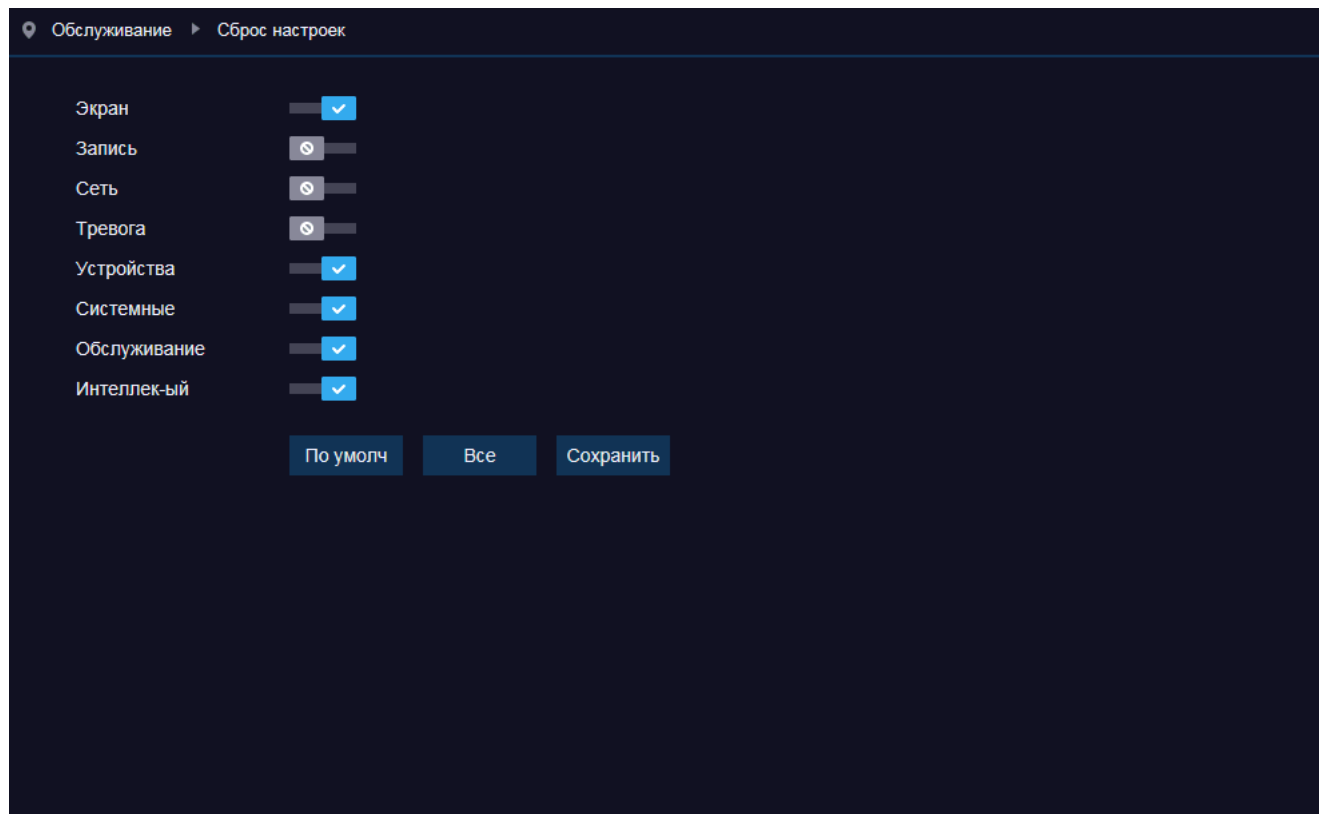 Обслуживание Сброс настроек
Экран
Запись
Сеть
Тревога
Устройства
Системные
Обслуживание
Интеллек-ый
По умолч Все Сохранить